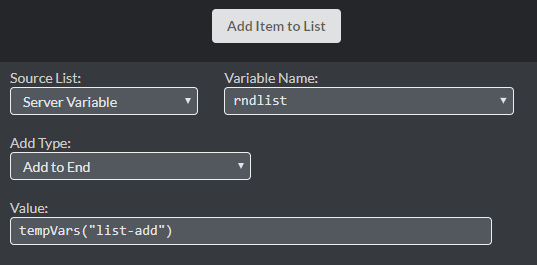 Add Item to List
Source List: Variable Name:
Server Variable rndlist
Add Type:
Add to End
Value:
tempVars("list-add")